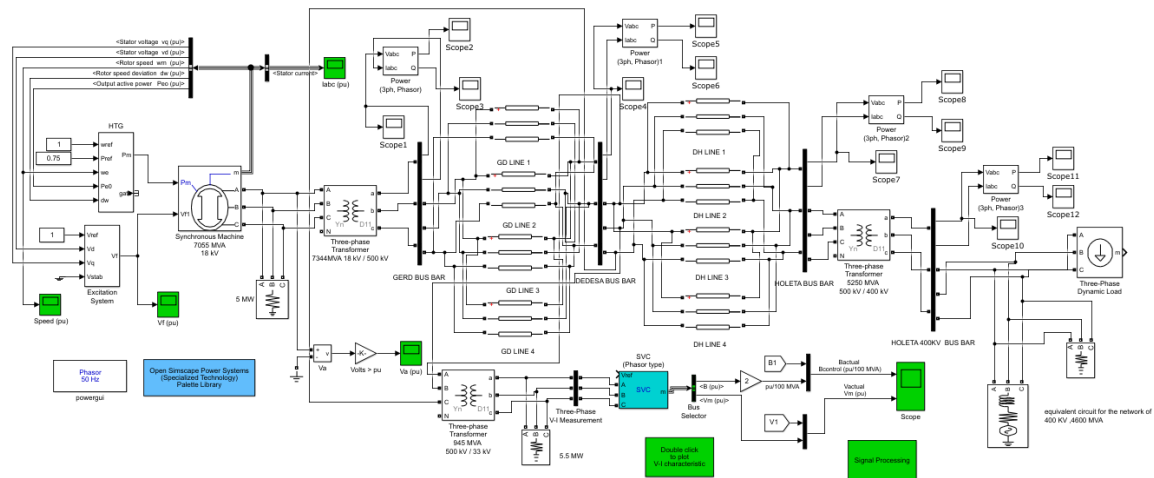 <Stator voltage vq (pu)>
<Stator voltage vd (pu)>
<Rotor speed wm (pu)>
<Rotor speed deviation dw (pu)>
<Output active power Peo (pu)>
<Stator current>
Iabc (pu)
HTG
1
0.75
wref
Pref
we
Pe0
dw
Pm
gate
Pm
Vf1
m
A
B
C
Synchronous Machine
7055 MVA
18 kV
1
Vref
Vd
Vq
Vstab
Vf
Excitation
System
Speed (pu)
Vf (pu)
5 MW
A
B
C
A
B
C
N
a
b
c
Yn
D11
Three-phase
Transformer
7344MVA 18 kV / 500 kV
Vabc
Iabc
P
Q
Power
(3ph, Phasor)
Scope2
Scope3
Scope1
GERD BUS BAR
GD LINE 1
GD LINE 2
GD LINE 3
GD LINE 4
DEDESA BUS BAR
Vabc
Iabc
P
Q
Power
(3ph, Phasor)1
Scope5
Scope6
Scope4
DH LINE 1
DH LINE 2
DH LINE 3
DH LINE 4
HOLETA BUS BAR
Vabc
Iabc
P
Q
Power
(3ph, Phasor)2
Scope8
Scope9
Scope7
A
B
C
N
a
b
c
Yn
D11
Three-phase
Transformer
5250 MVA
500 kV / 400 kV
HOLETA 400KV BUS BAR
Vabc
Iabc
P
Q
Power
(3ph, Phasor)3
Scope11
Scope12
Scope10
A
B
C
m
Three-Phase
Dynamic Load
A
B
C
A
B
C
equivalent circuit for the network of
400 KV ,4600 MVA
Phasor
50 Hz
powergui
Open Simscape Power Systems
(Specialized Technology)
Palette Library
+
-
v
Va
-K-
Volts > pu
Va (pu)
A
B
C
N
a
b
c
Yn
D11
Three-phase
Transformer
945 MVA
500 kV / 33 kV
A
B
C
5.5 MW
Three-Phase
V-I Measurement
SVC
(Phasor type)
Vref
A
B
C
SVC
m
<B (pu)>
<Vm (pu)>
Bus
Selector
2
pu/100 MVA
B1
V1
Bactual
Bcontrol (pu/100 MVA)
Vactual
Vm (pu)
Scope
Double click
to plot
V-I characteristic
Signal Processing